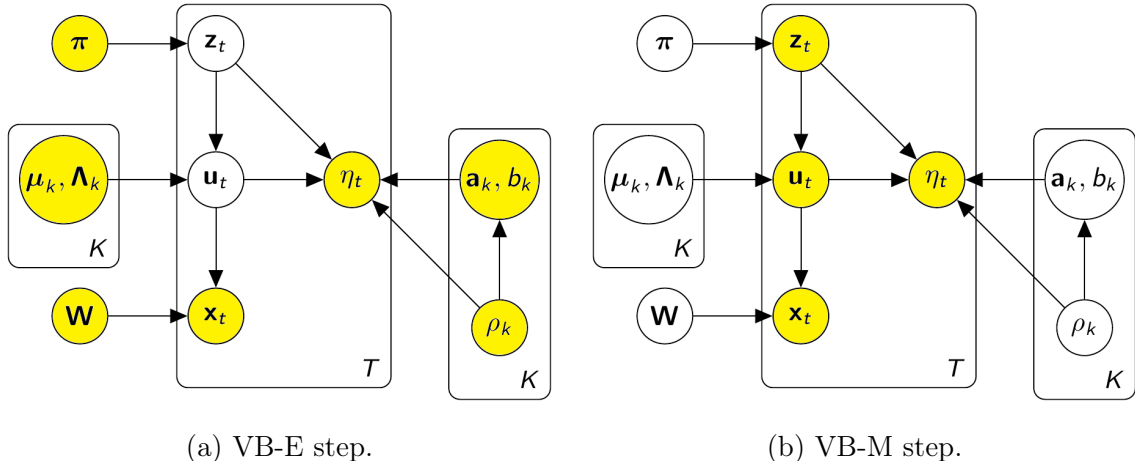 π
z_t
μ_k, Λ_k
K
u_t
η_t
a_k, b_k
W
x_t
ρ_k
T
K
(a) VB-E step.
π
z_t
μ_k, Λ_k
K
u_t
η_t
a_k, b_k
W
x_t
ρ_k
T
K
(b) VB-M step.